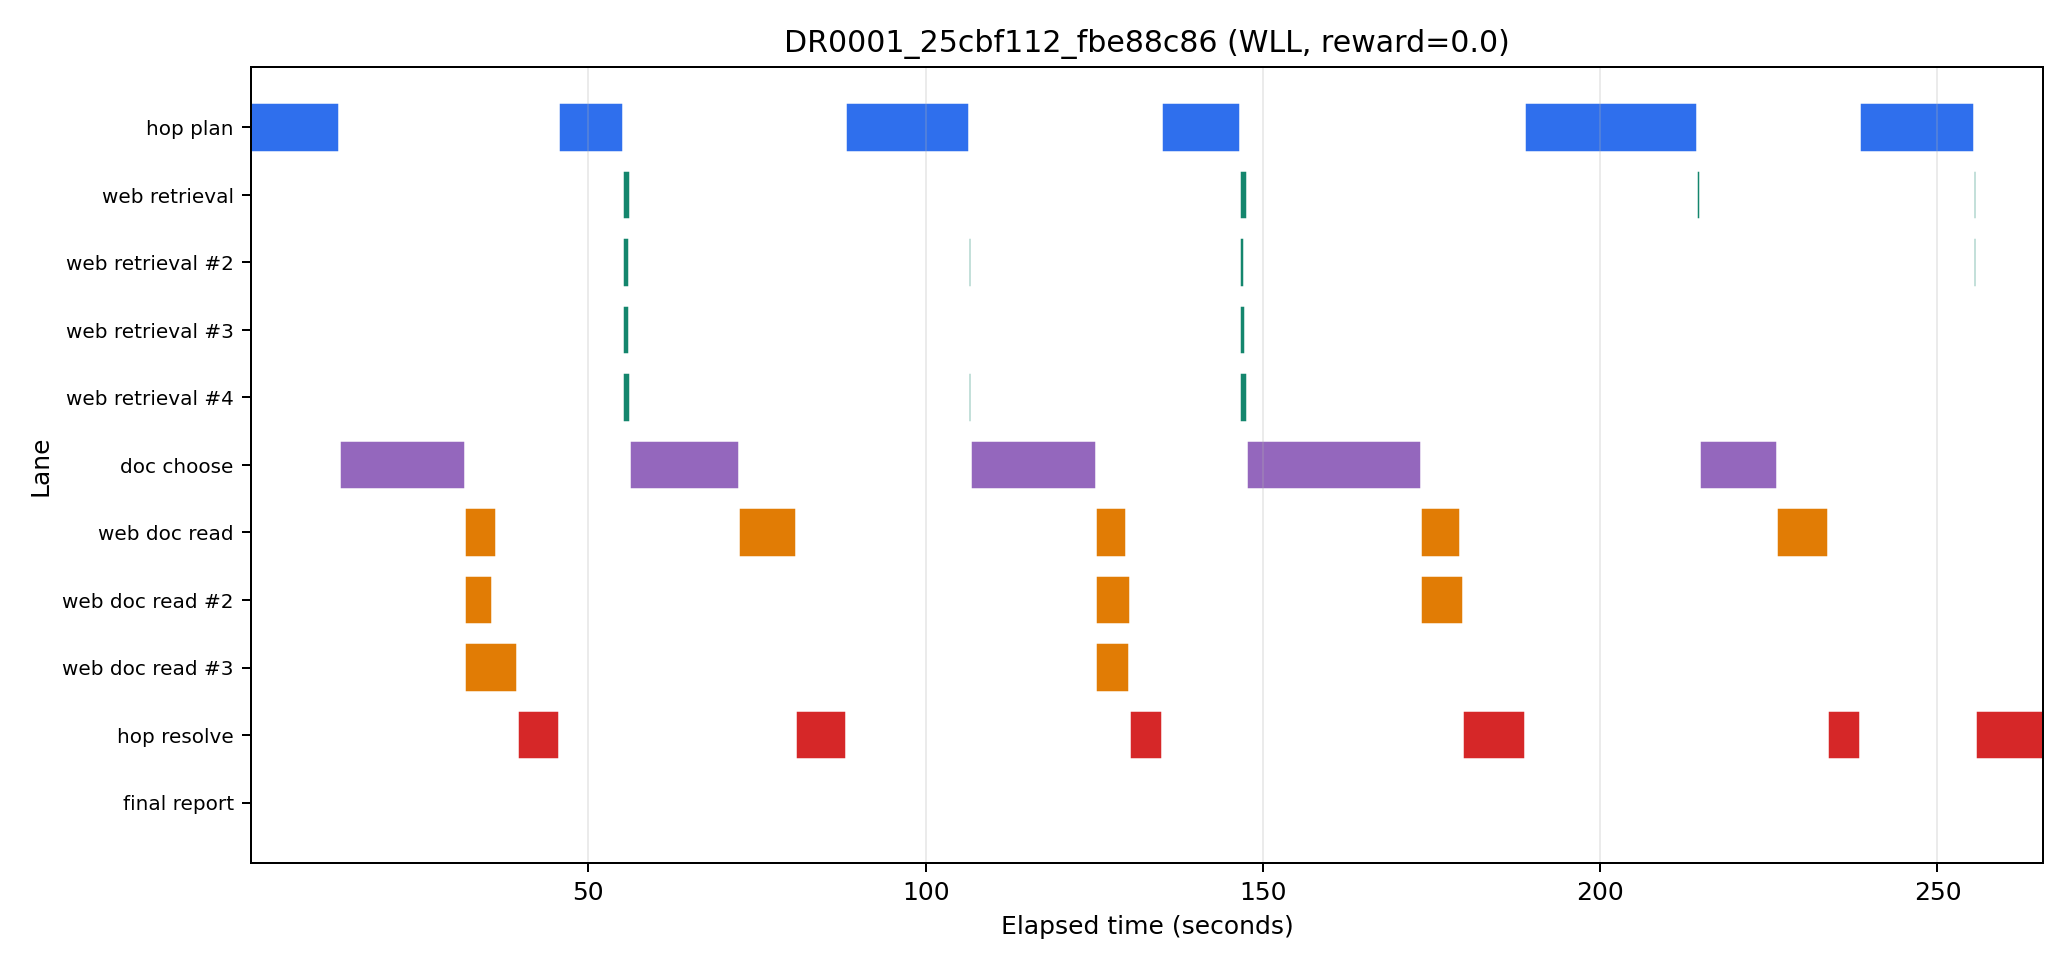 DR0001_25cbf112_fbe88c86 (WLL, reward=0.0)
Lane
hop plan
web retrieval
web retrieval #2
web retrieval #3
web retrieval #4
doc choose
web doc read
web doc read #2
web doc read #3
hop resolve
final report
50 100 150 200 250
Elapsed time (seconds)